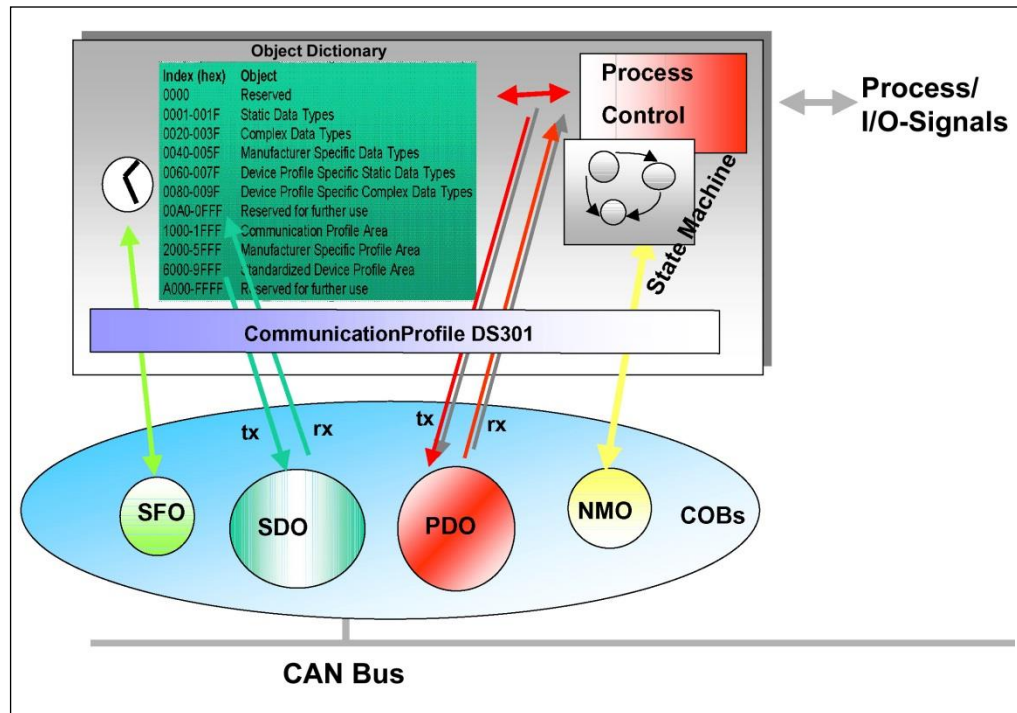 Object Dictionary
Index (hex) Object
0000 Reserved
0001-001F Static Data Types
0020-003F Complex Data Types
0040-005F Manufacturer Specific Data Types
0060-007F Device Profile Specific Static Data Types
0080-009F Device Profile Specific Complex Data Types
00A0-0FFF Reserved for further use
1000-1FFF Communication Profile Area
2000-5FFF Manufacturer Specific Profile Area
6000-9FFF Standardized Device Profile Area
A000-FFFF Reserved for further use
Process
Control
State Machine
Process/
I/O-Signals
CommunicationProfile DS301
tx
rx
tx
rx
SFO
SDO
PDO
NMO
COBs
CAN Bus